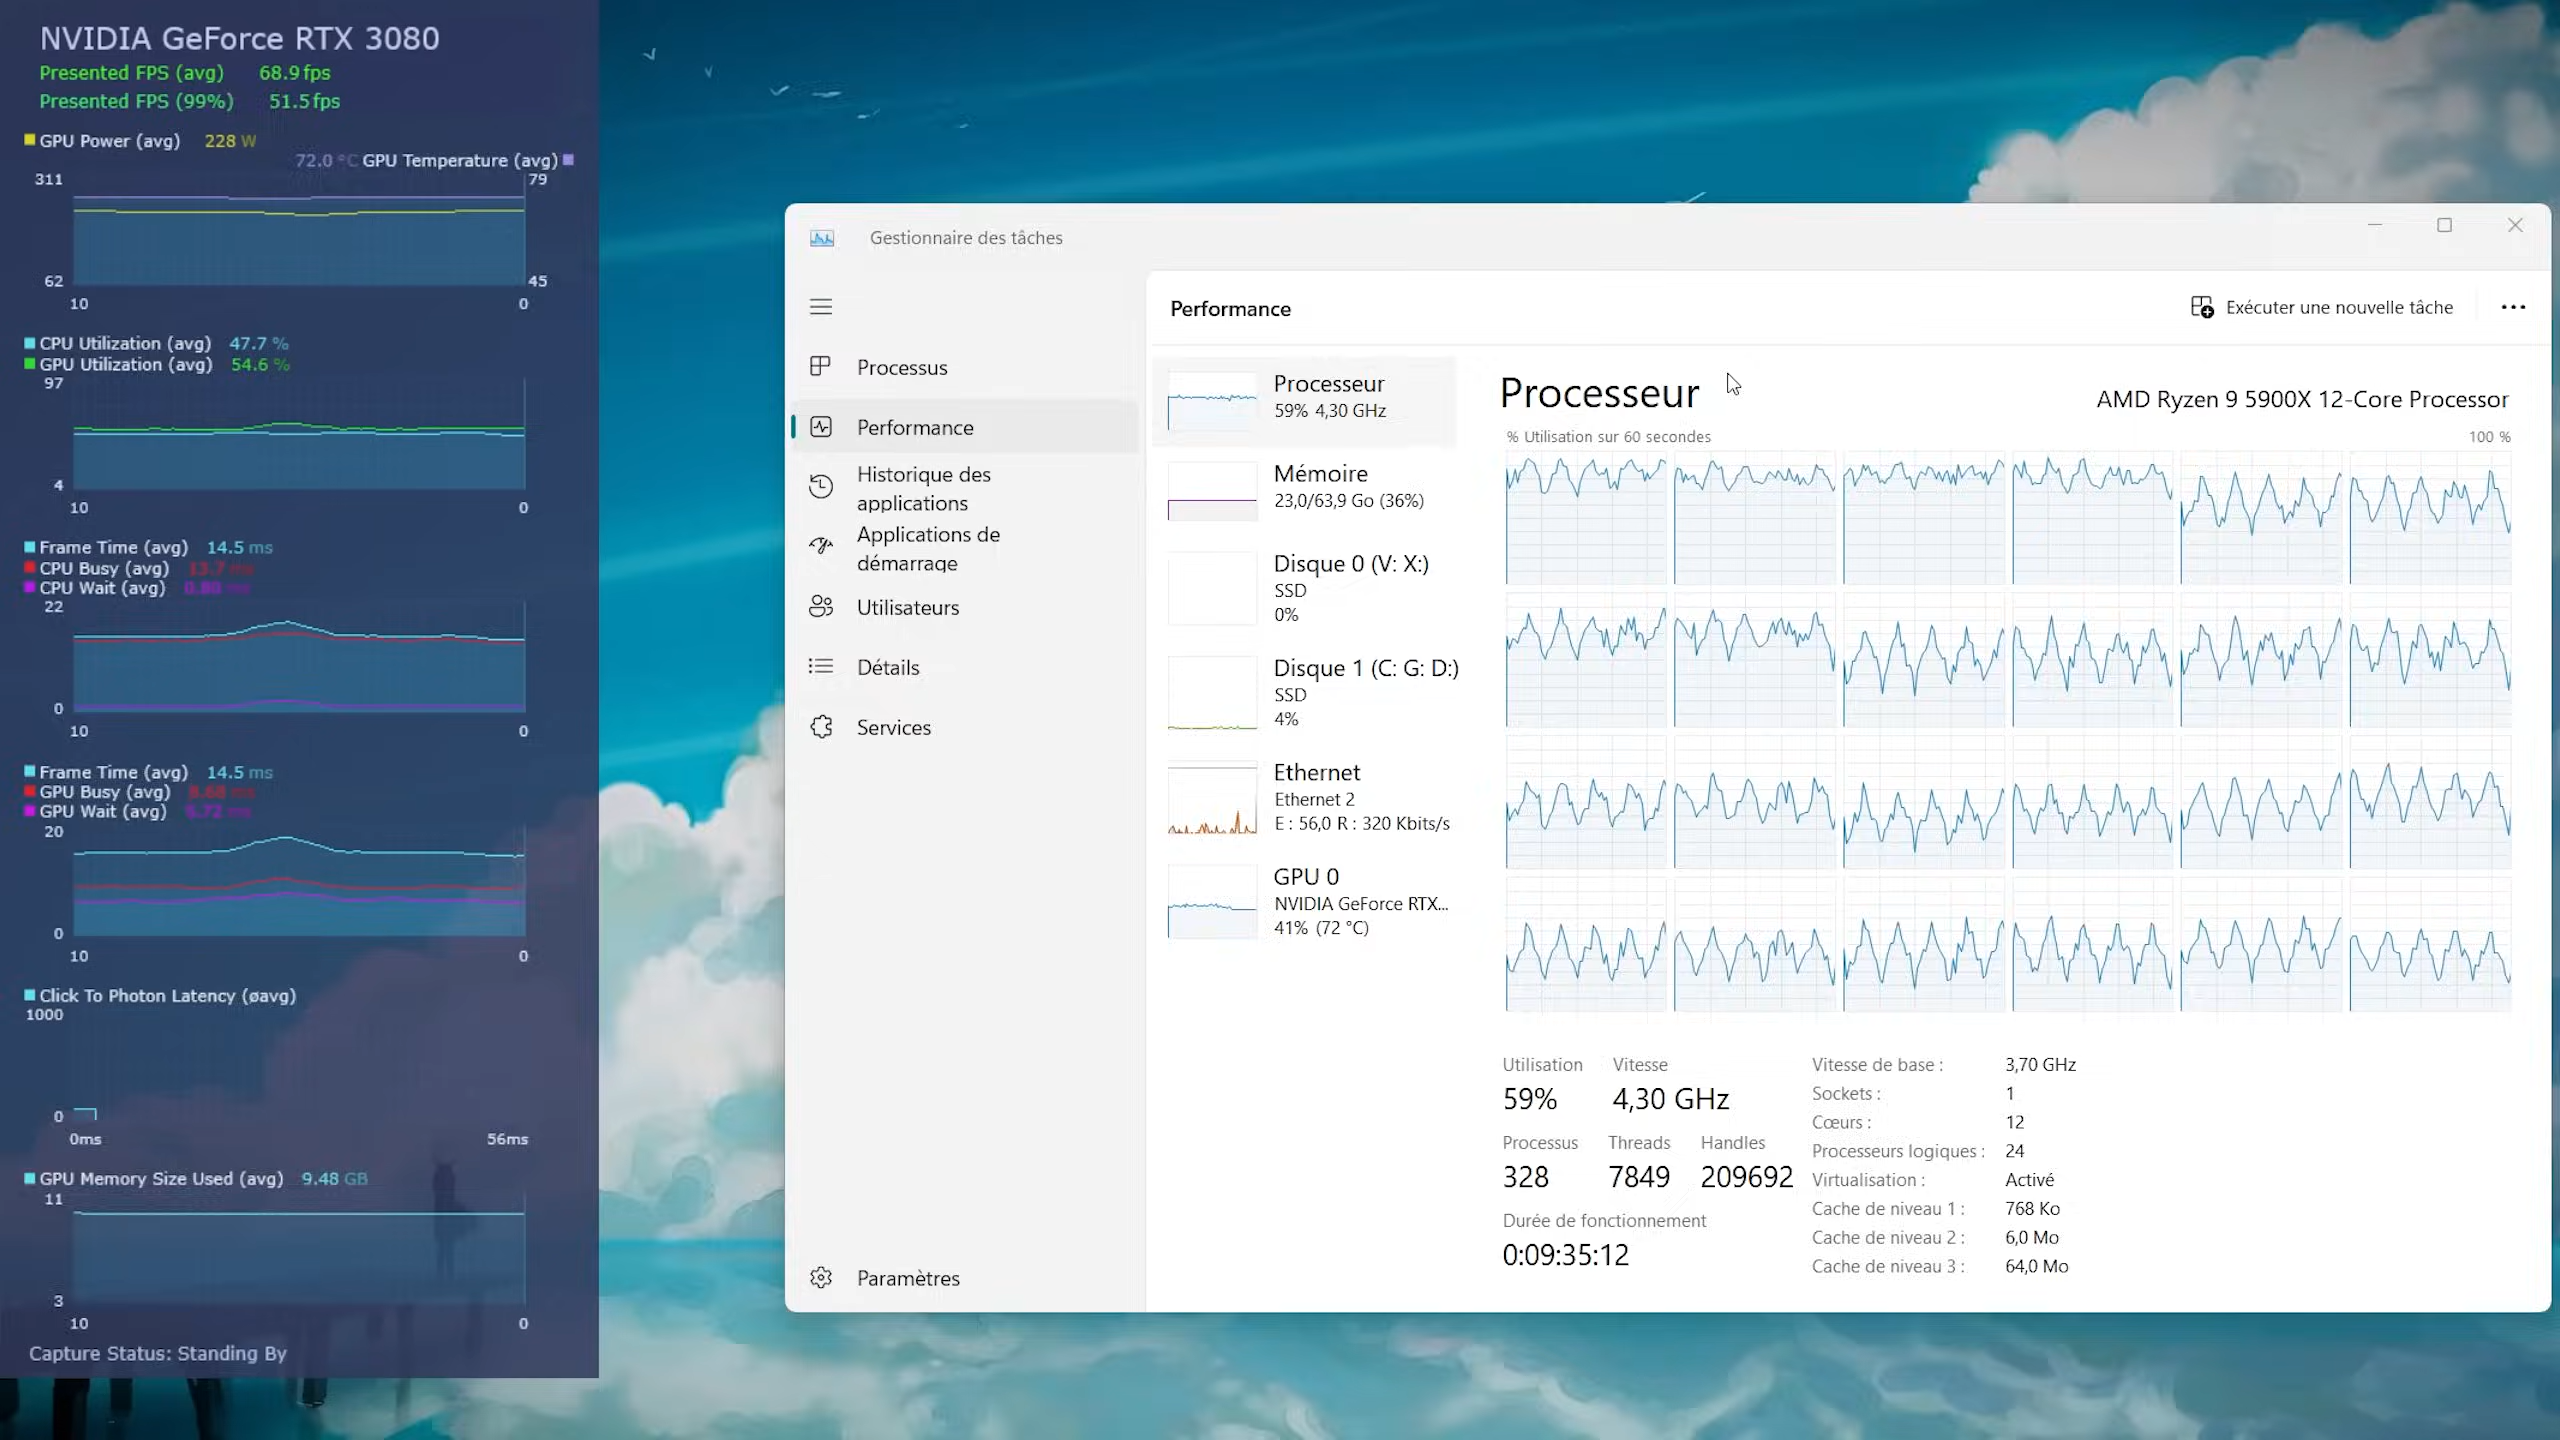 NVIDIA GeForce RTX 3080
Presented FPS (avg) 68.9 fps
Presented FPS (99%) 51.5 fps
GPU Power (avg) 228 W
72.0 °C GPU Temperature (avg)
311 79
62 45
10 0
CPU Utilization (avg) 47.7 %
GPU Utilization (avg) 54.6 %
97
4
10 0
Frame Time (avg) 14.5 ms
CPU Busy (avg) 13.7 ms
CPU Wait (avg) 0.80 ms
22
0
10 0
Frame Time (avg) 14.5 ms
GPU Busy (avg) ms
GPU Wait (avg) ms
20
0
10 0
Click To Photon Latency (øavg)
1000
0
0ms 56ms
GPU Memory Size Used (avg) 9.48 GB
11
3
10 0
Capture Status: Standing By
Gestionnaire des tâches
Processus
Performance
Historique des
applications
Applications de
démarrage
Utilisateurs
Détails
Services
Paramètres
Performance
Exécuter une nouvelle tâche
Processeur
59% 4,30 GHz
Mémoire
23,0/63,9 Go (36%)
Disque 0 (V: X:)
SSD
0%
Disque 1 (C: G: D:)
SSD
4%
Ethernet
Ethernet 2
E : 56,0 R : 320 Kbits/s
GPU 0
NVIDIA GeForce RTX...
41% (72 °C)
Processeur
AMD Ryzen 9 5900X 12-Core Processor
% Utilisation sur 60 secondes 100 %
Utilisation Vitesse
59% 4,30 GHz
Processus Threads Handles
328 7849 209692
Durée de fonctionnement
0:09:35:12
Vitesse de base : 3,70 GHz
Sockets : 1
Cœurs : 12
Processeurs logiques : 24
Virtualisation : Activé
Cache de niveau 1 : 768 Ko
Cache de niveau 2 : 6,0 Mo
Cache de niveau 3 : 64,0 Mo